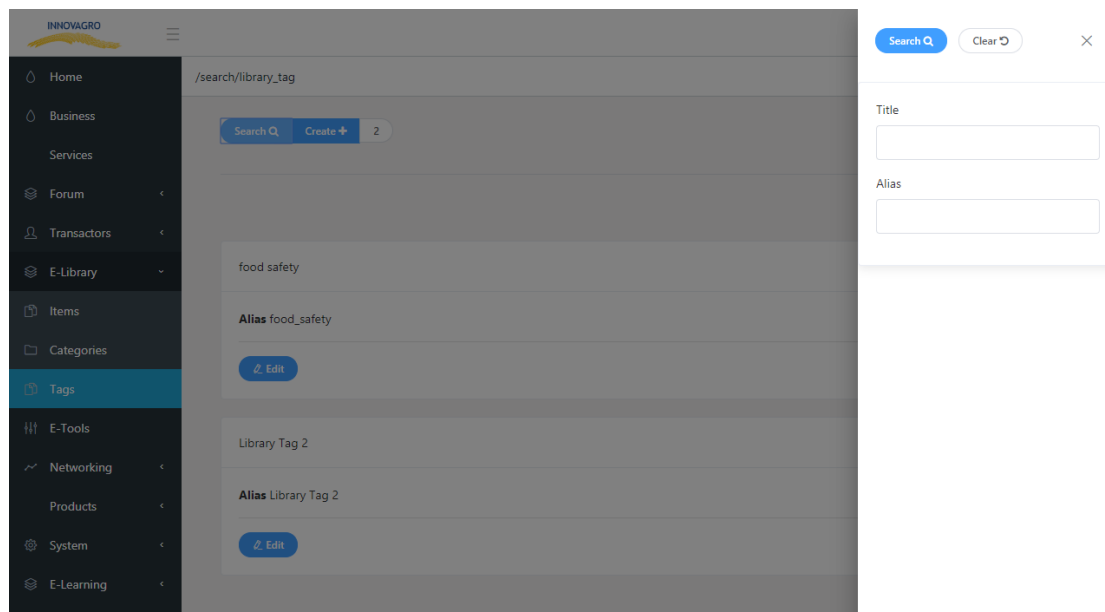 INNOVAGRO
Home
Business
Services
Forum
Transactors
E-Library
Items
Categories
Tags
E-Tools
Networking
Products
System
E-Learning
/search/library_tag
Search Create 2
food safety
Alias food_safety
Edit
Library Tag 2
Alias Library Tag 2
Edit
Search Clear
Title
Alias